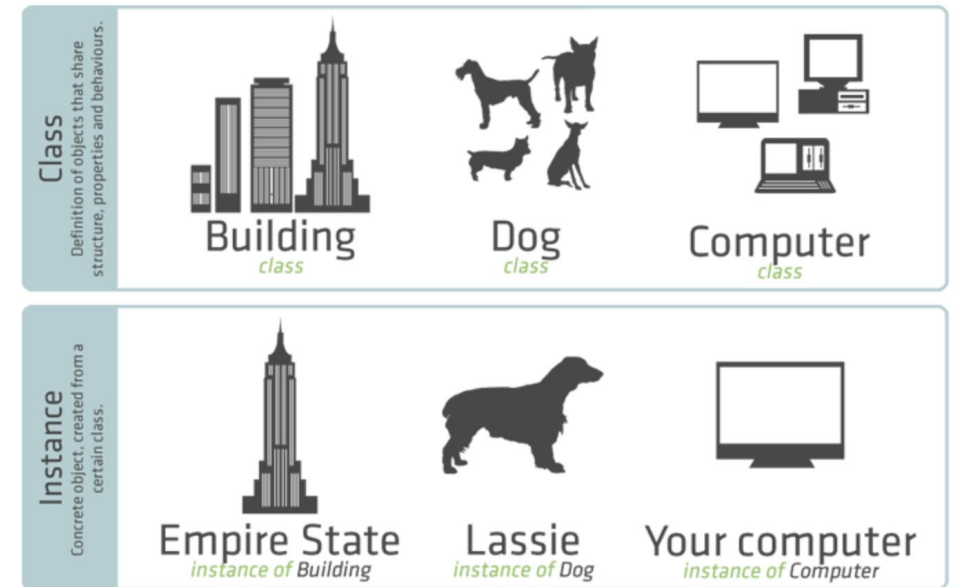 Class
Definition of objects that share
structure, properties and behaviours.
Building
class
Dog
class
Computer
class
Instance
Concrete object, created from a
certain class.
Empire State
instance of Building
Lassie
instance of Dog
Your computer
instance of Computer